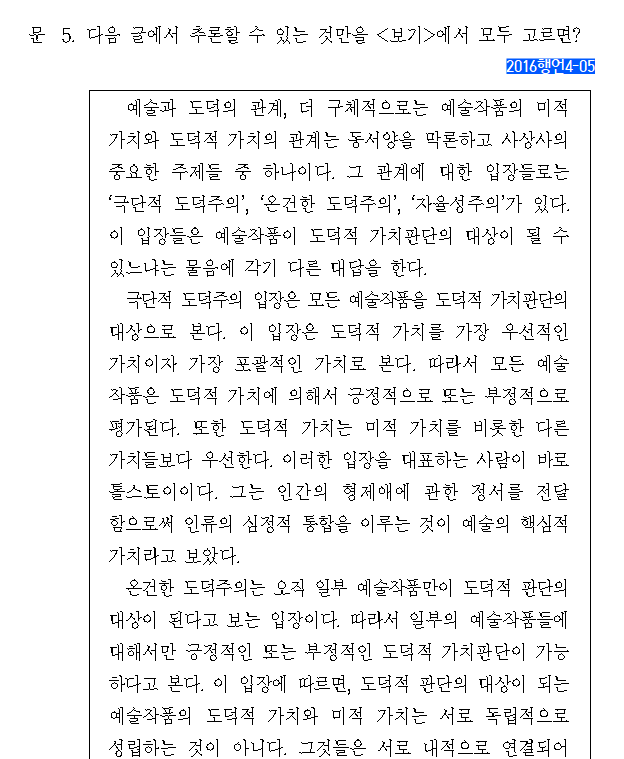 문 5. 다음 글에서 추론할 수 있는 것만을 <보기>에서 모두 고르면?
2016행언4-05
예술과 도덕의 관계, 더 구체적으로는 예술작품의 미적
가치와 도덕적 가치의 관계는 동서양을 막론하고 사상사의
중요한 주제들 중 하나이다. 그 관계에 대한 입장들로는
‘극단적 도덕주의’, ‘온건한 도덕주의’, ‘자율성주의’가 있다.
이 입장들은 예술작품이 도덕적 가치판단의 대상이 될 수
있느냐는 물음에 각기 다른 대답을 한다.
극단적 도덕주의 입장은 모든 예술작품을 도덕적 가치판단의
대상으로 본다. 이 입장은 도덕적 가치를 가장 우선적인
가치이자 가장 포괄적인 가치로 본다. 따라서 모든 예술
작품은 도덕적 가치에 의해서 긍정적으로 또는 부정적으로
평가된다. 또한 도덕적 가치는 미적 가치를 비롯한 다른
가치들보다 우선한다. 이러한 입장을 대표하는 사람이 바로
톨스토이이다. 그는 인간의 형제애에 관한 정서를 전달
함으로써 인류의 심정적 통합을 이루는 것이 예술의 핵심적
가치라고 보았다.
온건한 도덕주의는 오직 일부 예술작품만이 도덕적 판단의
대상이 된다고 보는 입장이다. 따라서 일부의 예술작품들에
대해서만 긍정적인 또는 부정적인 도덕적 가치판단이 가능
하다고 본다. 이 입장에 따르면, 도덕적 판단의 대상이 되는
예술작품의 도덕적 가치와 미적 가치는 서로 독립적으로
성립하는 것이 아니다. 그것들은 서로 내적으로 연결되어